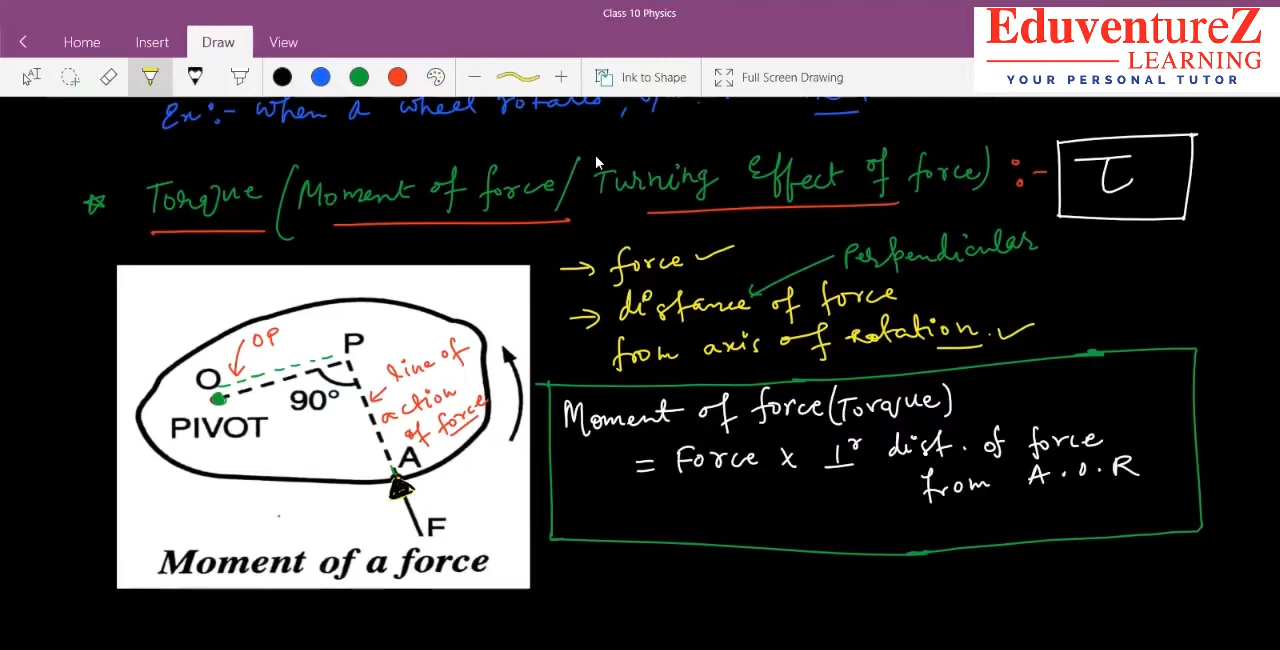 Class 10 Physics
EduventureZ
LEARNING
YOUR PERSONAL TUTOR
Home Insert Draw View
Ink to Shape Full Screen Drawing
Ex:- When a wheel rotates,
* Torque (Moment of force/Turning Effect of force) :- τ
→ force ✓ Perpendicular
→ distance of force
from axis of rotation. ✓
OP
O
P
PIVOT
90°
line of
action
of force
A
F
Moment of a force
Moment of force (Torque)
= Force x ⊥r dist. of force
from A.O.R